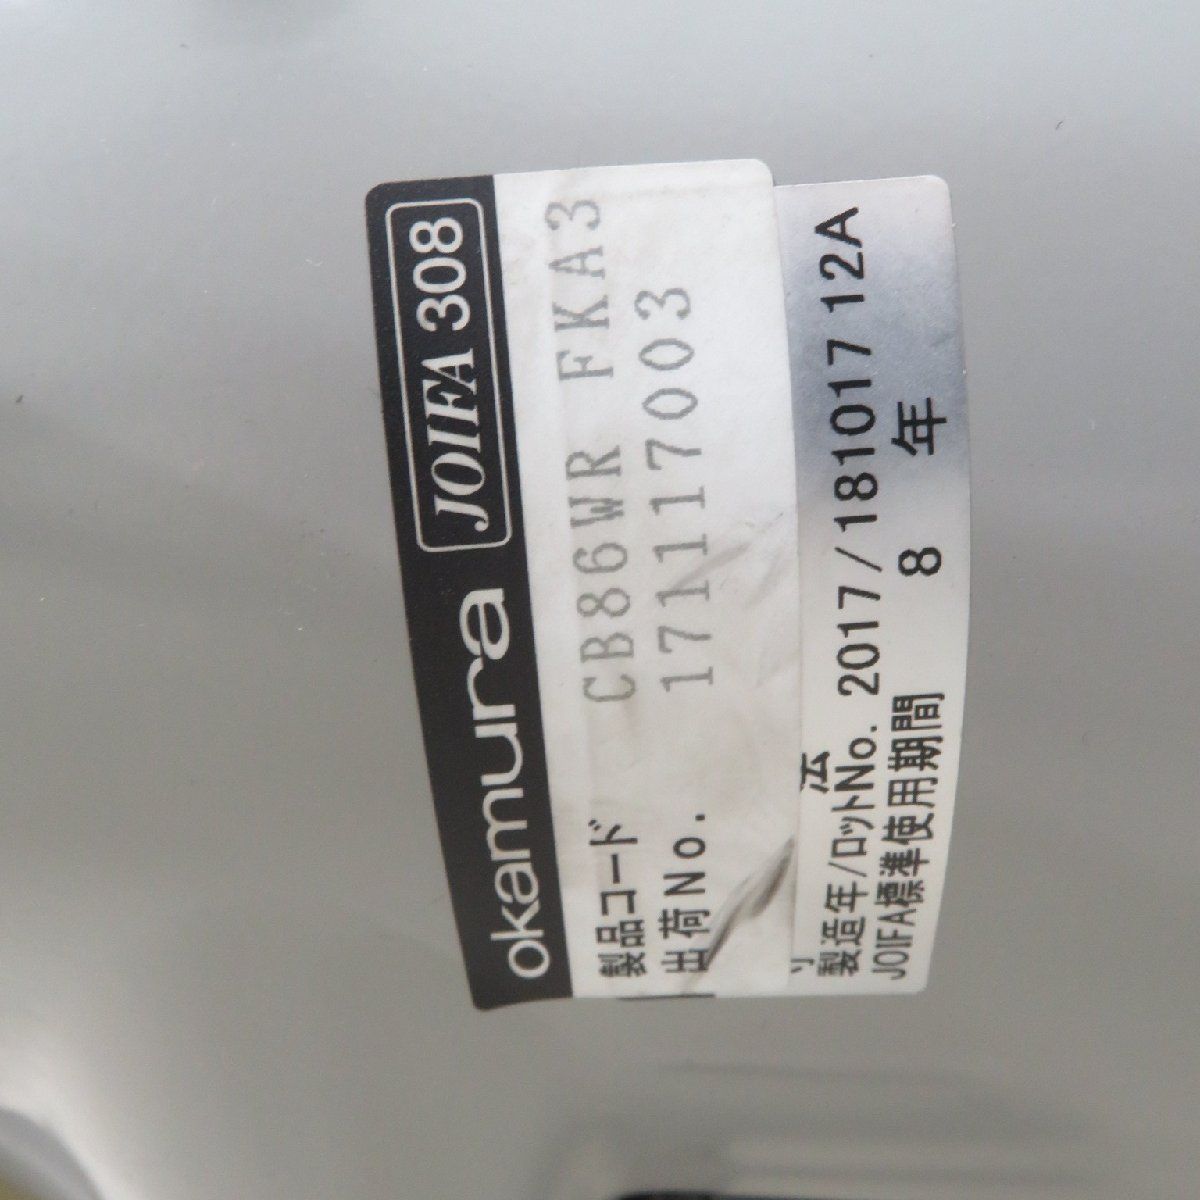 okamura JOIFA 308
製品コード CB86WR FKA3
出荷No. 171117003
法
製造年/ロットNo. 2017/181017 12A
JOIFA標準使用期間 8 年